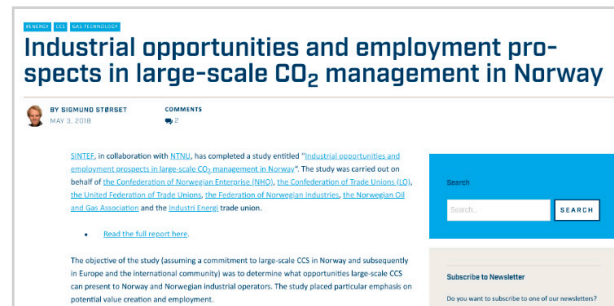 #ENERGY CCS GAS TECHNOLOGY
Industrial opportunities and employment pro-
spects in large-scale CO₂ management in Norway
BY SIGMUND STØRSET
MAY 3, 2018
COMMENTS
2
SINTEF, in collaboration with NTNU, has completed a study entitled "Industrial opportunities and
employment prospects in large-scale CO₂ management in Norway". The study was carried out on
behalf of the Confederation of Norwegian Enterprise (NHO), the Confederation of Trade Unions (LO),
the United Federation of Trade Unions, the Federation of Norwegian Industries, the Norwegian Oil
and Gas Association and the Industri Energi trade union.
• Read the full report here.
The objective of the study (assuming a commitment to large-scale CCS in Norway and subsequently
in Europe and the international community) was to determine what opportunities large-scale CCS
can present to Norway and Norwegian industrial operators. The study placed particular emphasis on
potential value creation and employment.
Search
Search...
SEARCH
Subscribe to Newsletter
Do you want to subscribe to one of our newsletters?